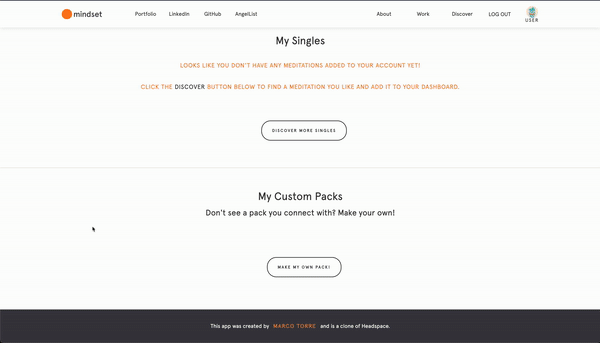 mindset Portfolio LinkedIn GitHub AngelList About Work Discover LOG OUT USER
My Singles
LOOKS LIKE YOU DON'T HAVE ANY MEDITATIONS ADDED TO YOUR ACCOUNT YET!
CLICK THE DISCOVER BUTTON BELOW TO FIND A MEDITATION YOU LIKE AND ADD IT TO YOUR DASHBOARD.
DISCOVER MORE SINGLES
My Custom Packs
Don't see a pack you connect with? Make your own!
MAKE MY OWN PACK!
This app was created by MARCO TORRE and is a clone of Headspace.